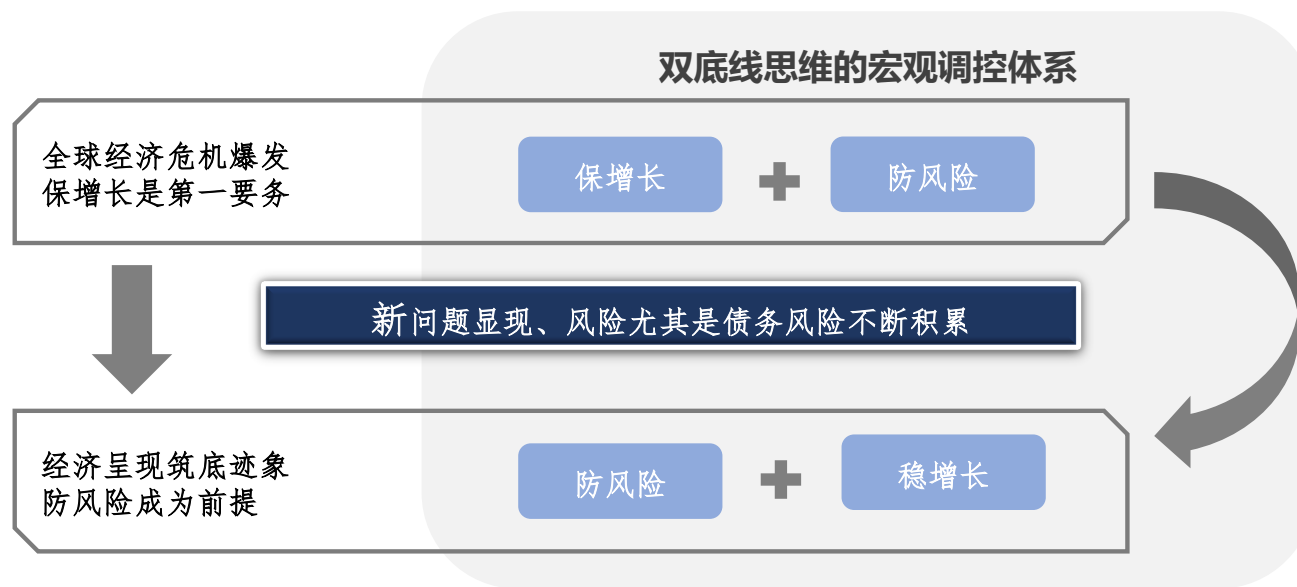 双底线思维的宏观调控体系
全球经济危机爆发
保增长是第一要务
保增长
防风险
新问题显现、风险尤其是债务风险不断积累
经济呈现筑底迹象
防风险成为前提
防风险
稳增长